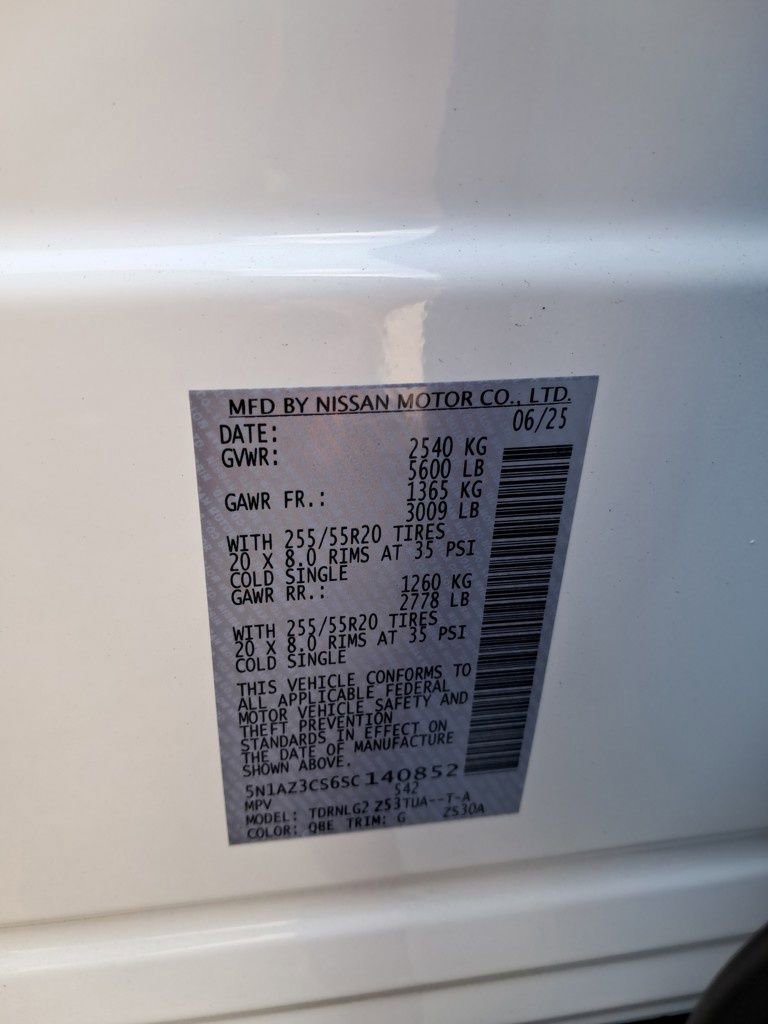 MFD BY NISSAN MOTOR CO., LTD.
DATE: 06/25
GVWR: 2540 KG
5600 LB
GAWR FR.: 1365 KG
3009 LB
WITH 255/55R20 TIRES
20 X 8.0 RIMS AT 35 PSI
COLD SINGLE
GAWR RR.: 1260 KG
2778 LB
WITH 255/55R20 TIRES
20 X 8.0 RIMS AT 35 PSI
COLD SINGLE
THIS VEHICLE CONFORMS TO
ALL APPLICABLE FEDERAL
MOTOR VEHICLE SAFETY AND
THEFT PREVENTION
STANDARDS IN EFFECT ON
THE DATE OF MANUFACTURE
SHOWN ABOVE.
5N1AZ3CS6SC140852
MPV 542
MODEL: TDRNLG2 Z53TUA--T-A
COLOR: QBE TRIM: G Z530A